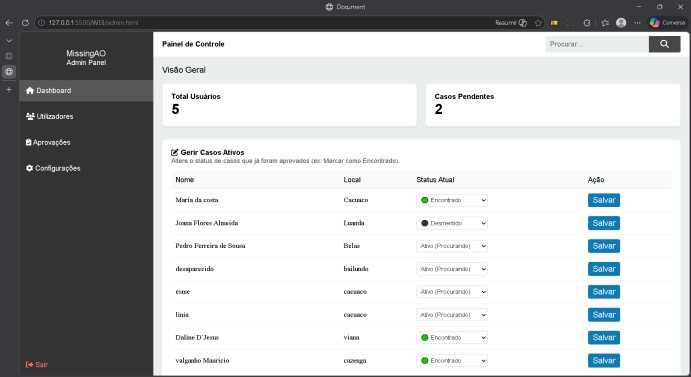 Document
127.0.0.1:5500/WEB/admin.html
Resumir
Conversa
MissingAO
Admin Panel
Dashboard
Utilizadores
Aprovações
Configurações
Sair
Painel de Controle
Procurar...
Visão Geral
Total Usuários
5
Casos Pendentes
2
Gerir Casos Ativos
Altere o status de casos que já foram aprovados (ex: Marcar como Encontrado).
Nome Local Status Atual Ação
Maria da costa Cacuaco Encontrado Salvar
Joana Flores Almeida Luanda Desmentido Salvar
Pedro Ferreira de Sousa Belas Ativo (Procurando) Salvar
desaparecido bailundo Ativo (Procurando) Salvar
esme cacuaco Ativo (Procurando) Salvar
linia cacuaco Ativo (Procurando) Salvar
Daline D'Jesus viana Encontrado Salvar
valganho Mauricio cazenga Encontrado Salvar